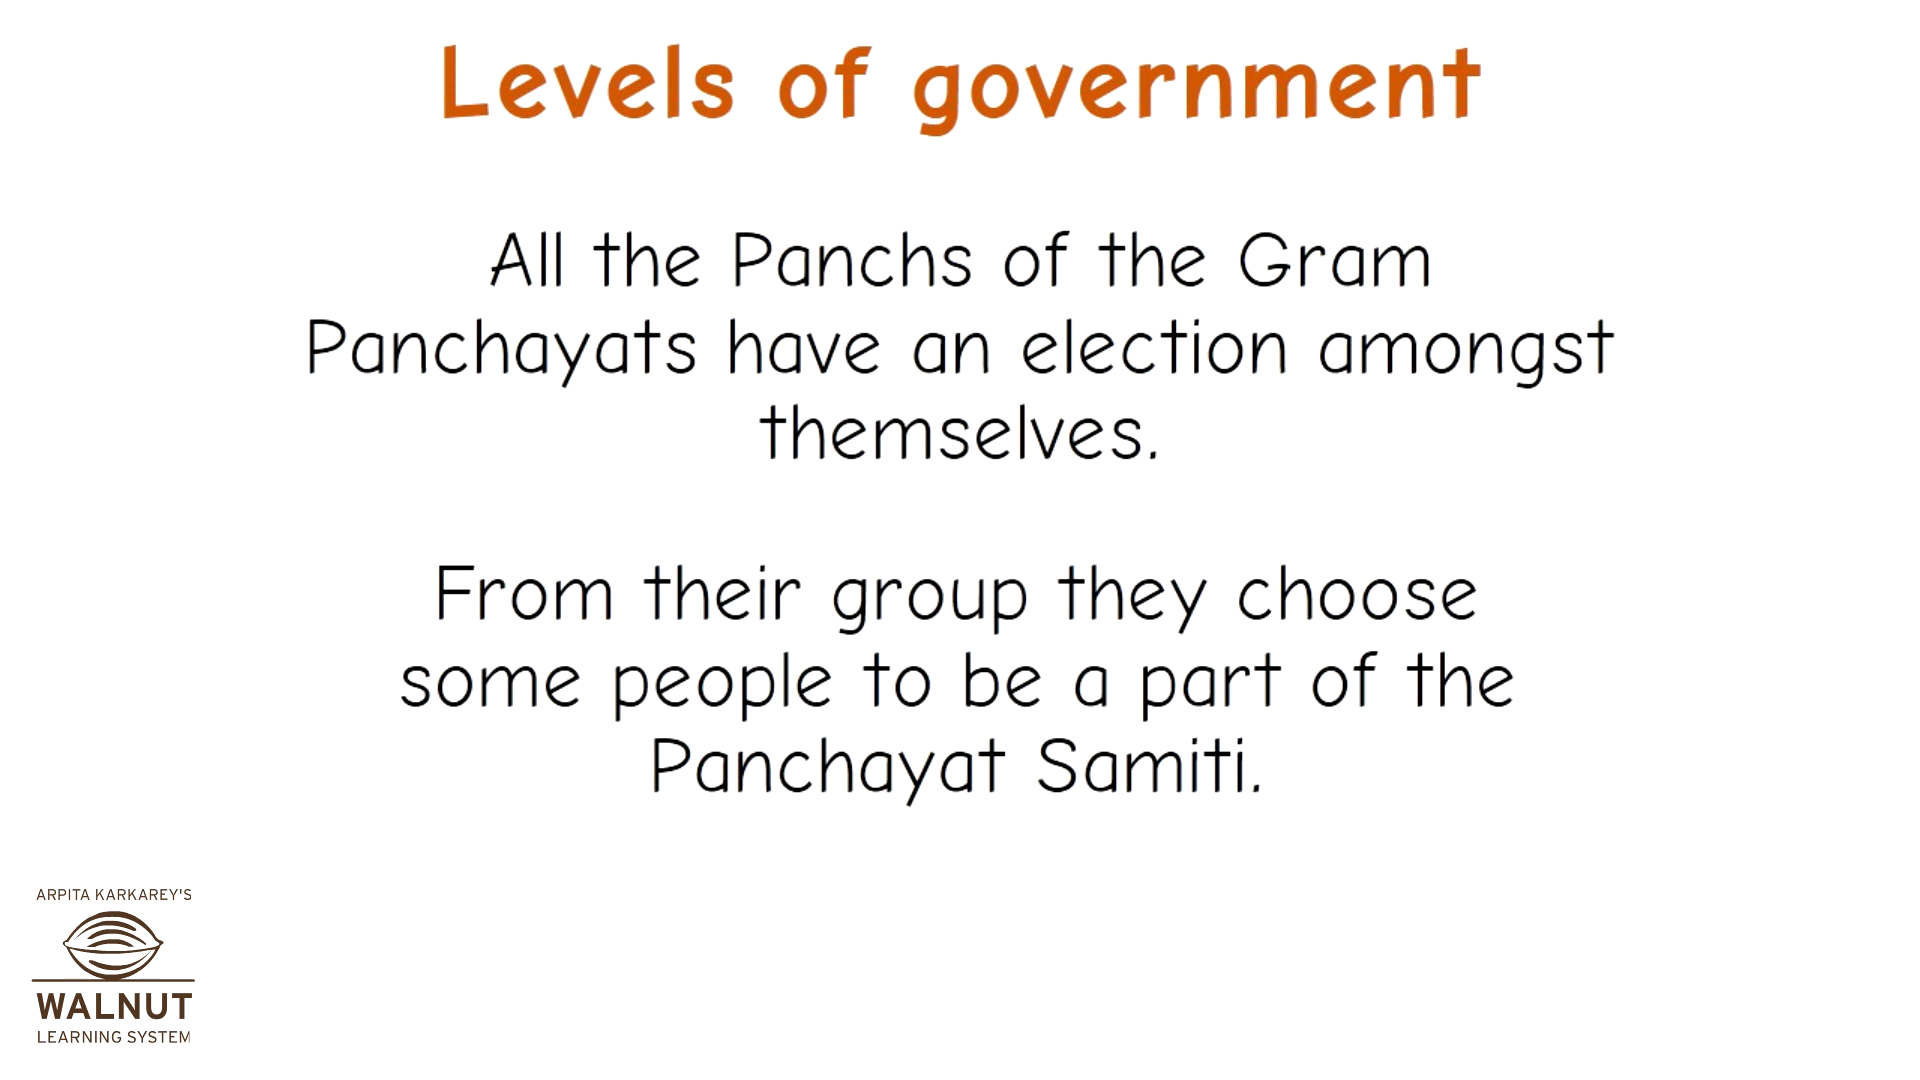 Levels of government
All the Panchs of the Gram
Panchayats have an election amongst
themselves.
From their group they choose
some people to be a part of the
Panchayat Samiti.
ARPITA KARKAREY'S
WALNUT
LEARNING SYSTEM